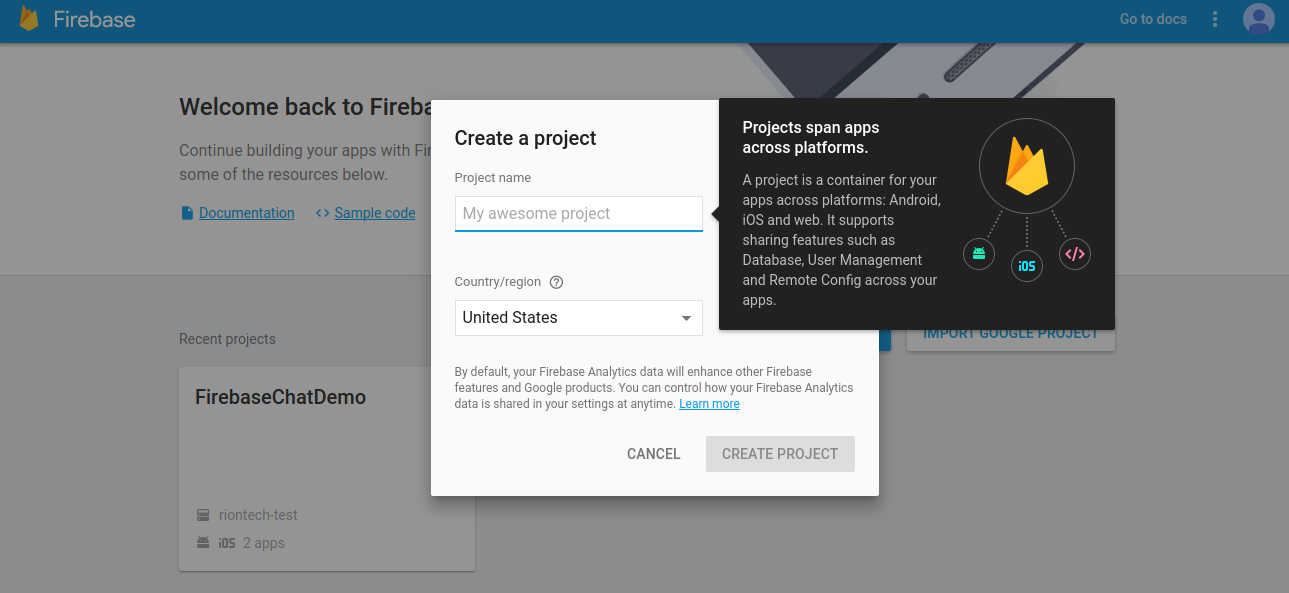 Firebase
Go to docs
Welcome back to Fireba
Continue building your apps with Fir
some of the resources below.
Documentation
<> Sample code
Create a project
Project name
My awesome project
Country/region ?
United States
By default, your Firebase Analytics data will enhance other Firebase
features and Google products. You can control how your Firebase Analytics
data is shared in your settings at anytime. Learn more
CANCEL
CREATE PROJECT
Projects span apps
across platforms.
A project is a container for your
apps across platforms: Android,
iOS and web. It supports
sharing features such as
Database, User Management
and Remote Config across your
apps.
iOS
</>
IMPORT GOOGLE PROJECT
Recent projects
FirebaseChatDemo
riontech-test
iOS 2 apps